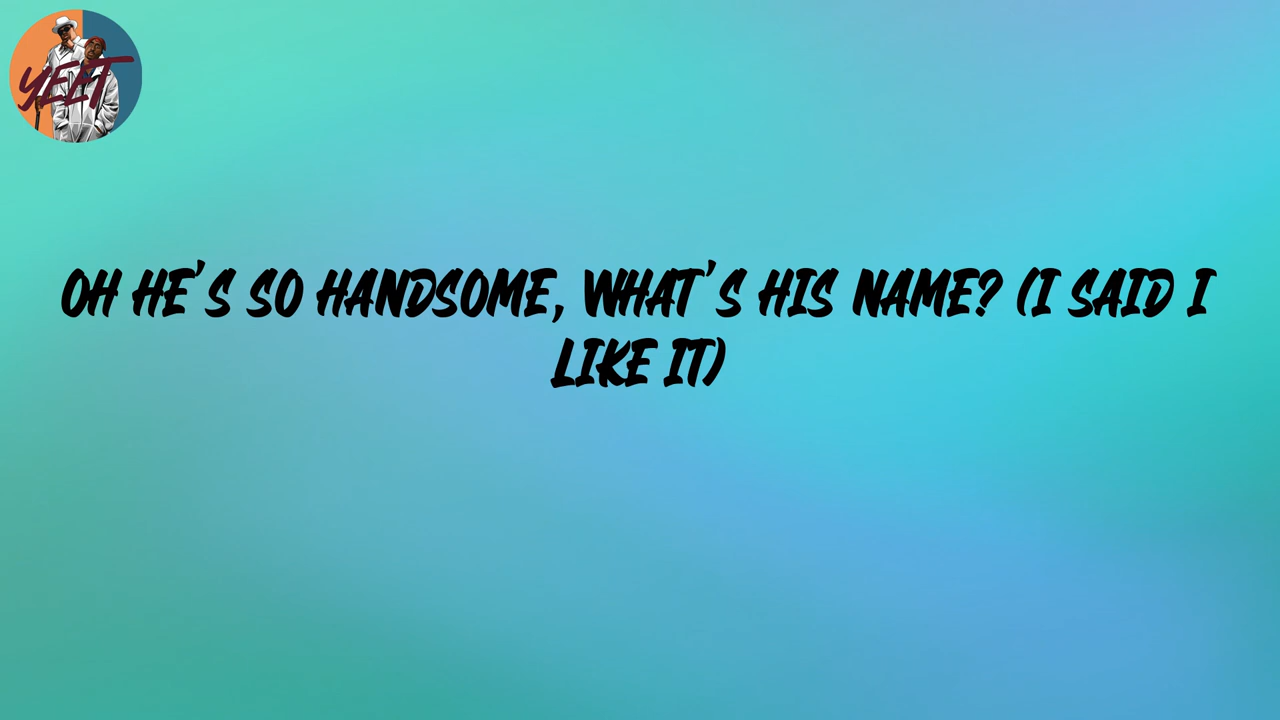 YEET
OH HE'S SO HANDSOME, WHAT'S HIS NAME? (I SAID I
LIKE IT)